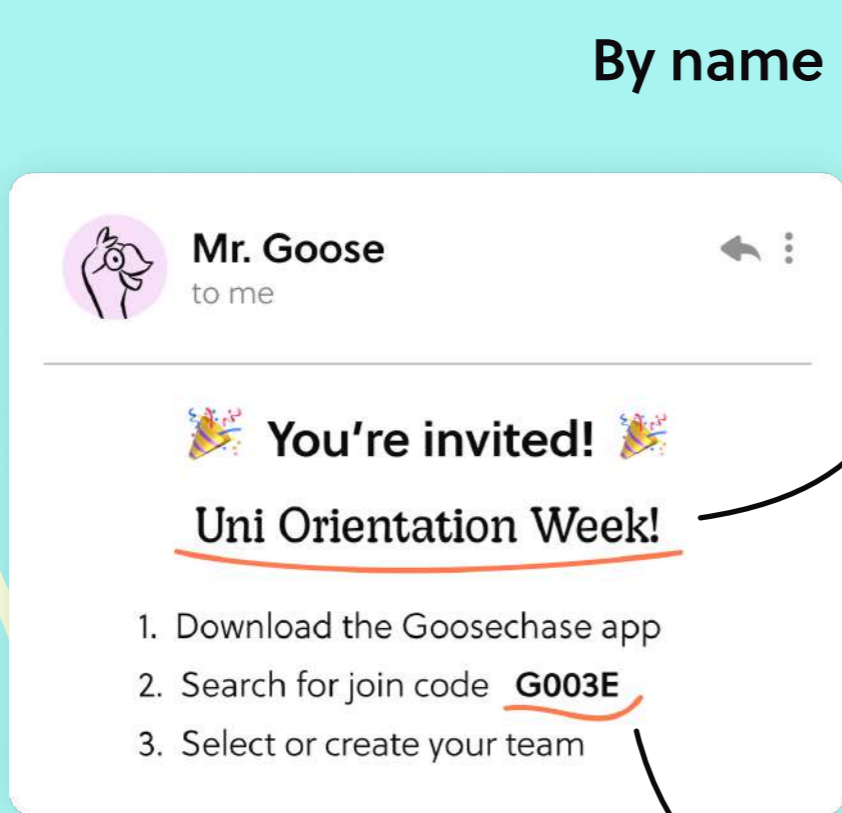 By name
Mr. Goose
to me
🎉 You're invited! 🎉
Uni Orientation Week!
1. Download the Goosechase app
2. Search for join code G003E
3. Select or create your team